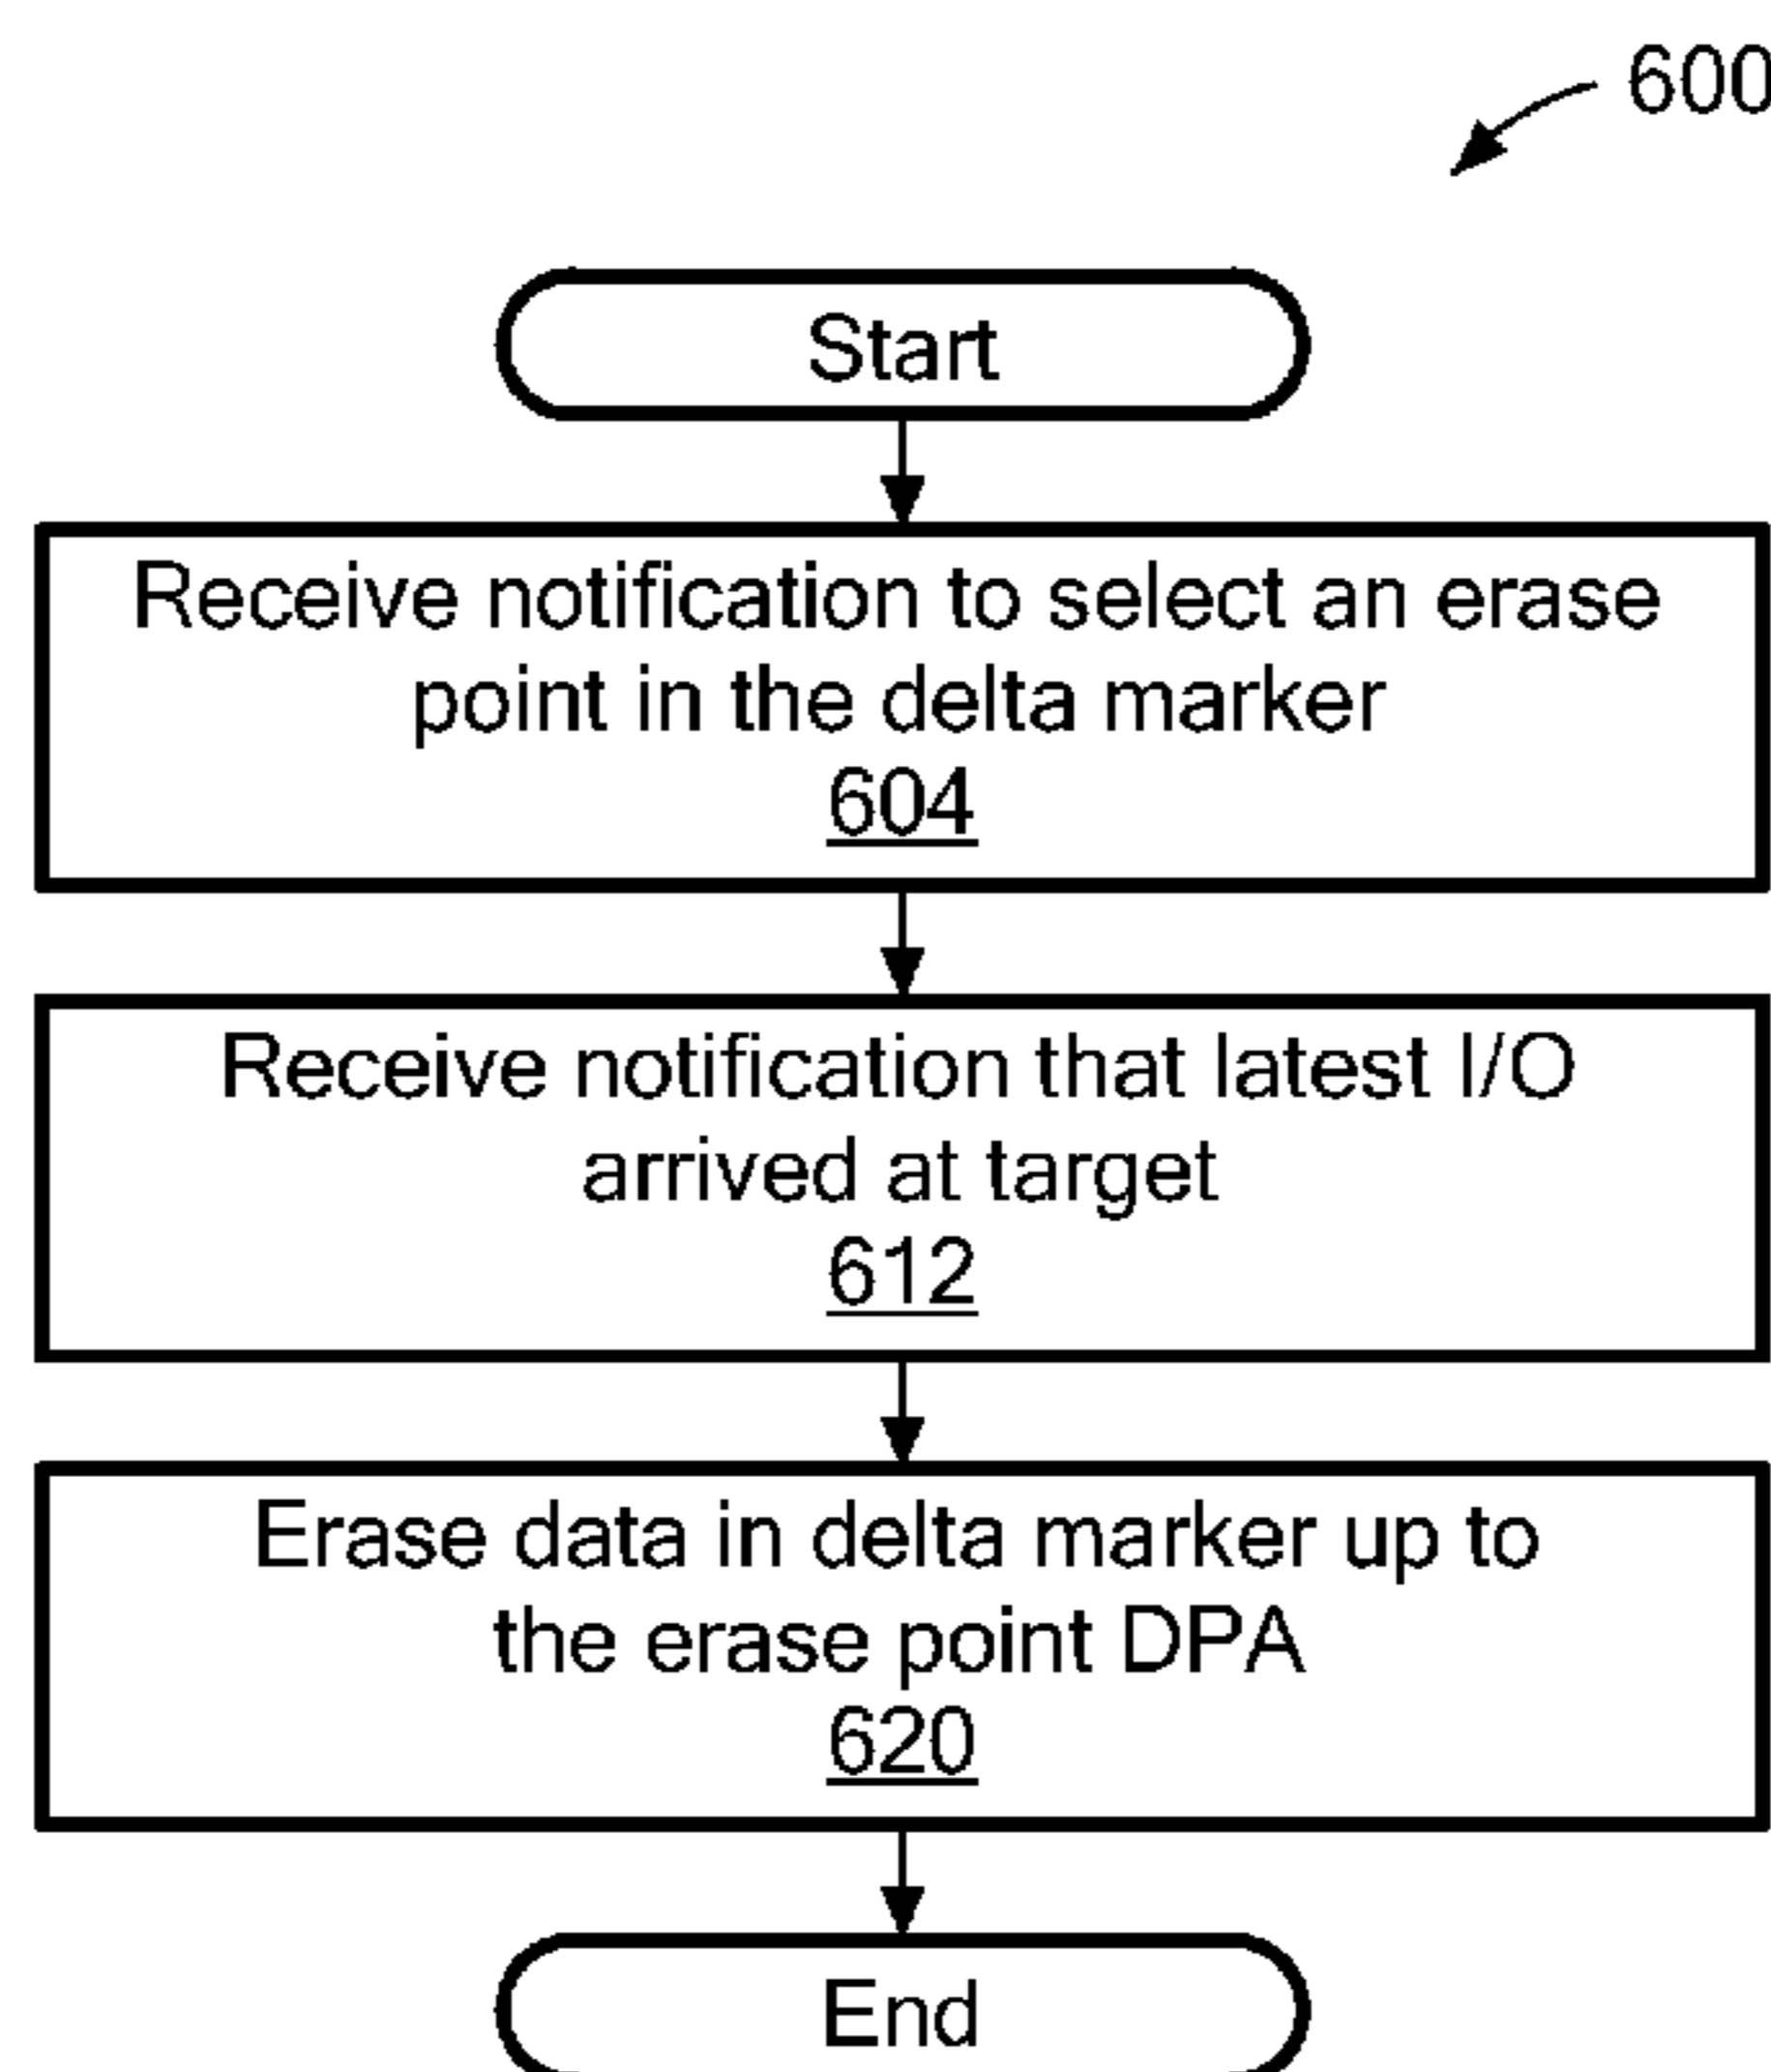 600
Start
Receive notification to select an erase
point in the delta marker
604
Receive notification that latest I/O
arrived at target
612
Erase data in delta marker up to
the erase point DPA
620
End